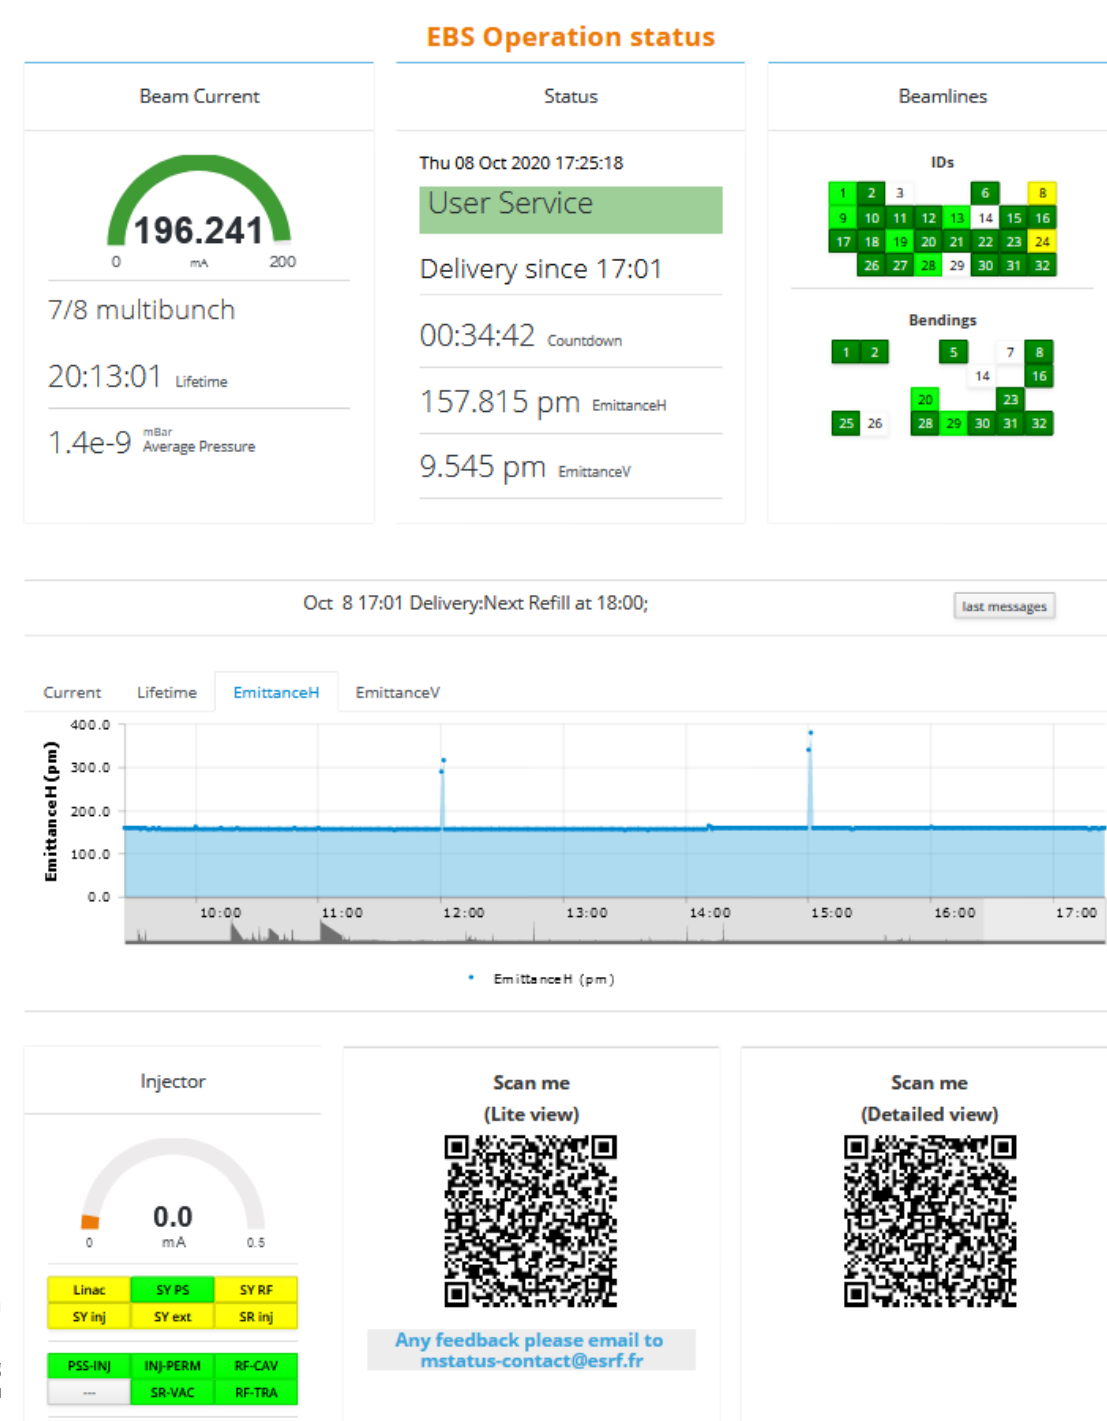 EBS Operation status
Beam Current
196.241
0 mA 200
7/8 multibunch
20:13:01 Lifetime
1.4e-9 mBar Average Pressure
Status
Thu 08 Oct 2020 17:25:18
User Service
Delivery since 17:01
00:34:42 Countdown
157.815 pm EmittanceH
9.545 pm EmittanceV
Beamlines
IDs
1 2 3 6 8
9 10 11 12 13 14 15 16
17 18 19 20 21 22 23 24
26 27 28 29 30 31 32
Bendings
1 2 5 7 8
14 16
20 23
25 26 28 29 30 31 32
Oct 8 17:01 Delivery:Next Refill at 18:00;
last messages
Current Lifetime EmittanceH EmittanceV
EmittanceH(pm)
400.0
300.0
200.0
100.0
0.0
10:00 11:00 12:00 13:00 14:00 15:00 16:00 17:00
EmittanceH (pm)
Injector
0.0
0 mA 0.5
Linac SY PS SY RF
SY inj SY ext SR inj
PSS-INJ INJ-PERM RF-CAV
--- SR-VAC RF-TRA
Scan me
(Lite view)
Any feedback please email to
mstatus-contact@esrf.fr
Scan me
(Detailed view)